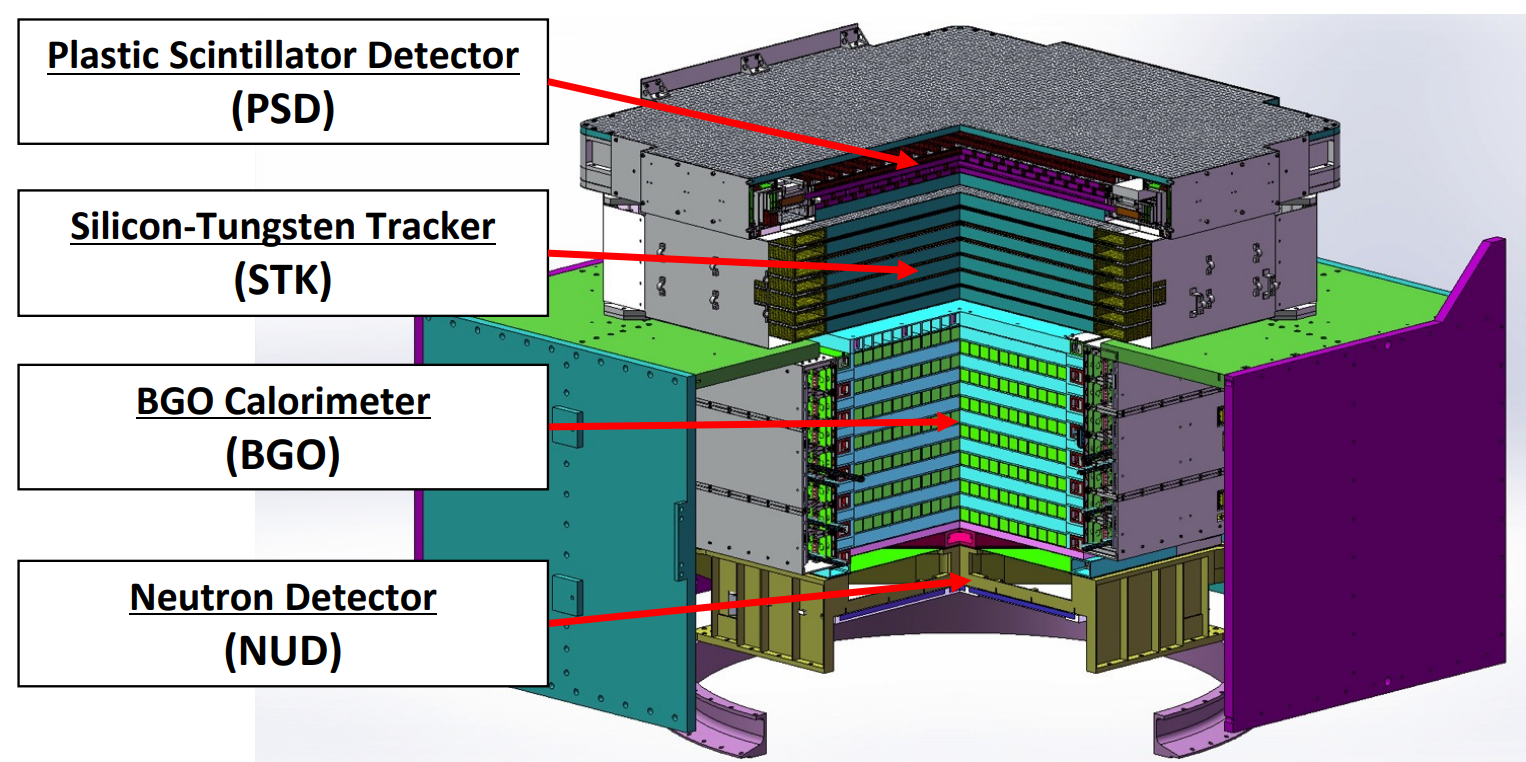 Plastic Scintillator Detector
(PSD)
Silicon-Tungsten Tracker
(STK)
BGO Calorimeter
(BGO)
Neutron Detector
(NUD)